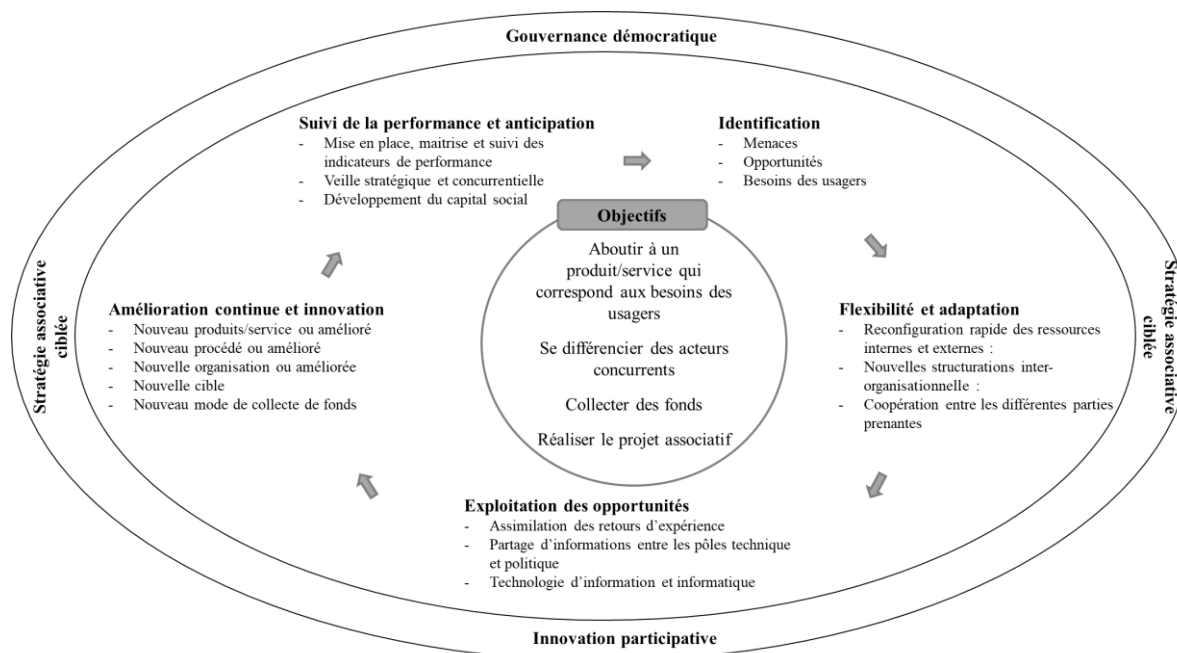 Gouvernance démocratique
Suivi de la performance et anticipation
- Mise en place, maitrise et suivi des
indicateurs de performance
- Veille stratégique et concurrentielle
- Développement du capital social
Identification
- Menaces
- Opportunités
- Besoins des usagers
Objectifs
Aboutir à un
produit/service qui
correspond aux besoins des
usagers
Se différencier des acteurs
concurrents
Collecter des fonds
Réaliser le projet associatif
Stratégie associative
ciblée
Amélioration continue et innovation
- Nouveau produits/service ou amélioré
- Nouveau procédé ou amélioré
- Nouvelle organisation ou améliorée
- Nouvelle cible
- Nouveau mode de collecte de fonds
Flexibilité et adaptation
- Reconfiguration rapide des ressources
internes et externes :
- Nouvelles structurations inter-
organisationnelle :
- Coopération entre les différentes parties
prenantes
Stratégie associative
ciblée
Exploitation des opportunités
- Assimilation des retours d'expérience
- Partage d'informations entre les pôles technique
et politique
- Technologie d'information et informatique
Innovation participative